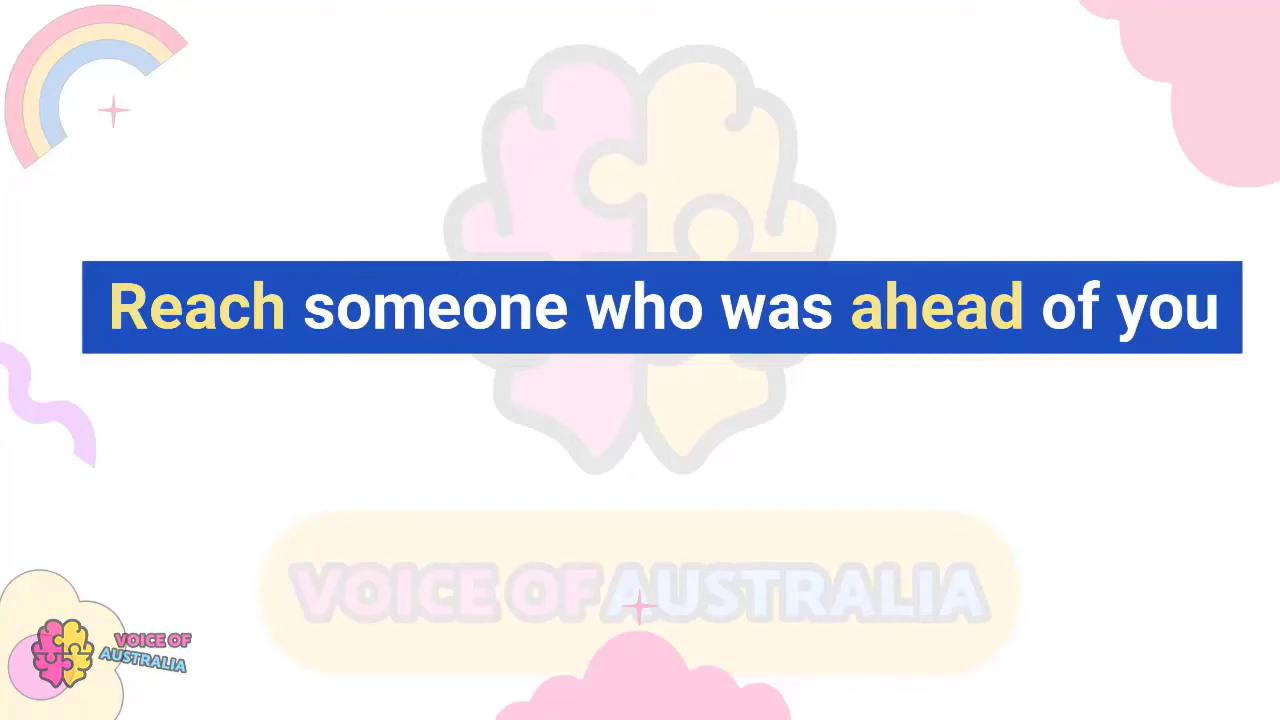 Reach someone who was ahead of you
VOICE OF AUSTRALIA
VOICE OF
AUSTRALIA